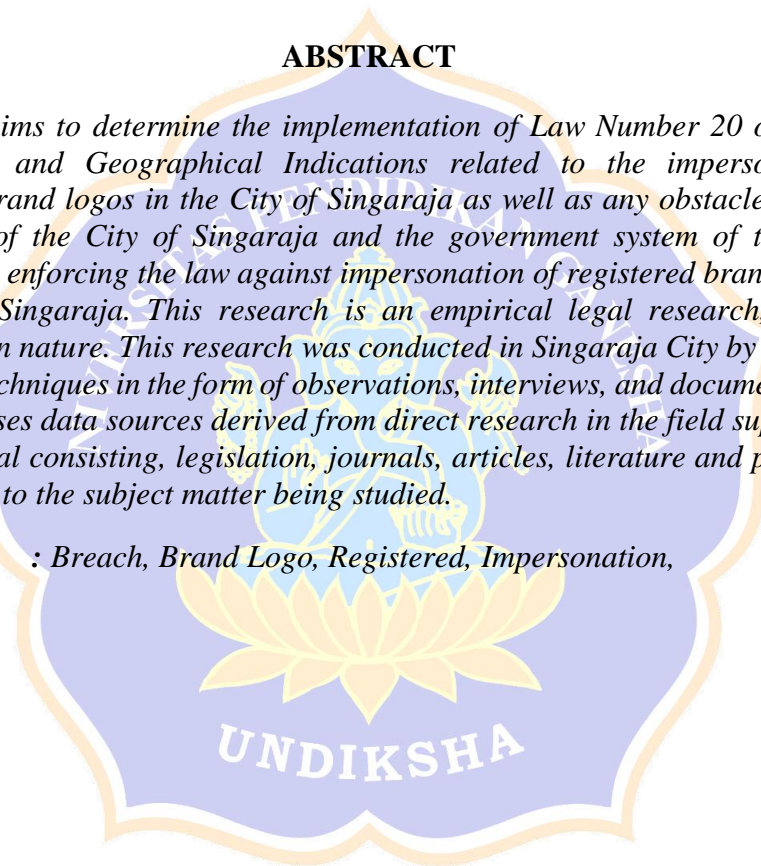 ABSTRACT
ims to determine the implementation of Law Number 20 o
and Geographical Indications related to the imperso
rand logos in the City of Singaraja as well as any obstacle
of the City of Singaraja and the government system of t
enforcing the law against impersonation of registered bran
Singaraja. This research is an empirical legal research,
n nature. This research was conducted in Singaraja City by
chniques in the form of observations, interviews, and docume
ses data sources derived from direct research in the field su
al consisting, legislation, journals, articles, literature and p
to the subject matter being studied.
: Breach, Brand Logo, Registered, Impersonation,
NIVERSITAS PENDIDIKAN GANESHA
UNDIKSHA